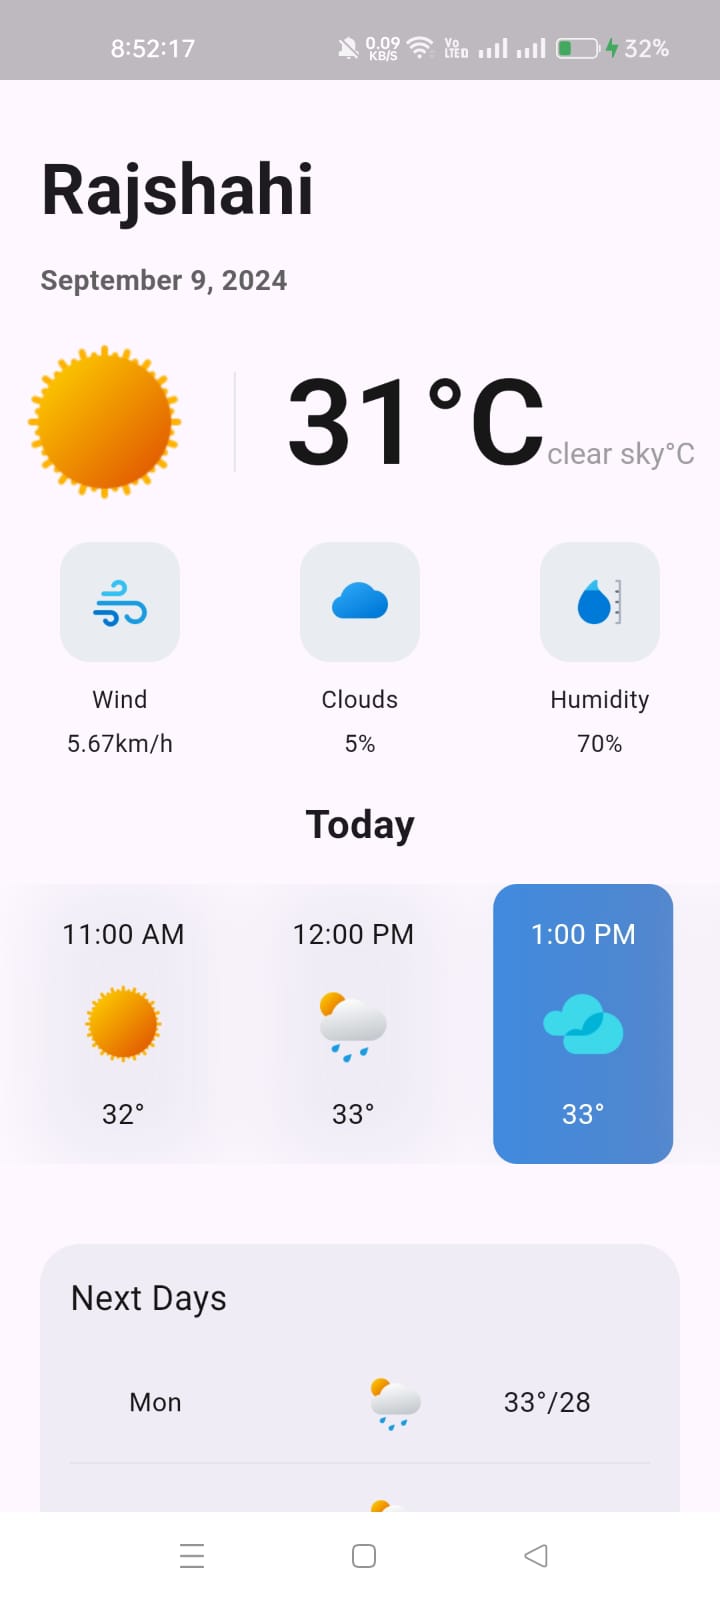 8:52:17 0.09 KB/S Vo LTE 32%
Rajshahi
September 9, 2024
31°C clear sky°C
Wind Clouds Humidity
5.67km/h 5% 70%
Today
11:00 AM 12:00 PM 1:00 PM
32° 33° 33°
Next Days
Mon 33°/28